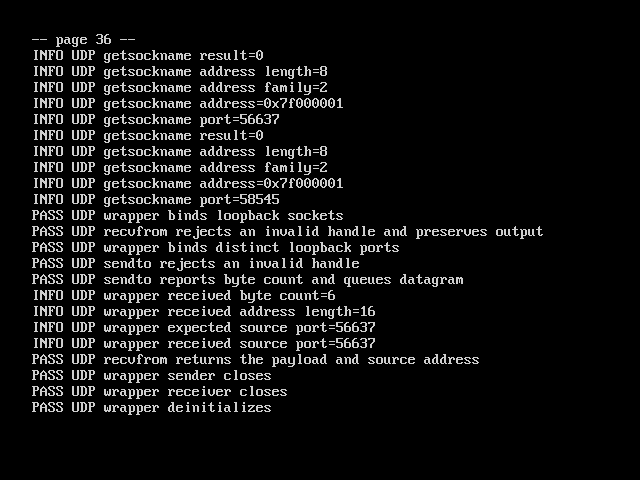 -- page 36 --
INFO UDP getsockname result=0
INFO UDP getsockname address length=8
INFO UDP getsockname address family=2
INFO UDP getsockname address=0x7f000001
INFO UDP getsockname port=56637
INFO UDP getsockname result=0
INFO UDP getsockname address length=8
INFO UDP getsockname address family=2
INFO UDP getsockname address=0x7f000001
INFO UDP getsockname port=58545
PASS UDP wrapper binds loopback sockets
PASS UDP recvfrom rejects an invalid handle and preserves output
PASS UDP wrapper binds distinct loopback ports
PASS UDP sendto rejects an invalid handle
PASS UDP sendto reports byte count and queues datagram
INFO UDP wrapper received byte count=6
INFO UDP wrapper received address length=16
INFO UDP wrapper expected source port=56637
INFO UDP wrapper received source port=56637
PASS UDP recvfrom returns the payload and source address
PASS UDP wrapper sender closes
PASS UDP wrapper receiver closes
PASS UDP wrapper deinitializes